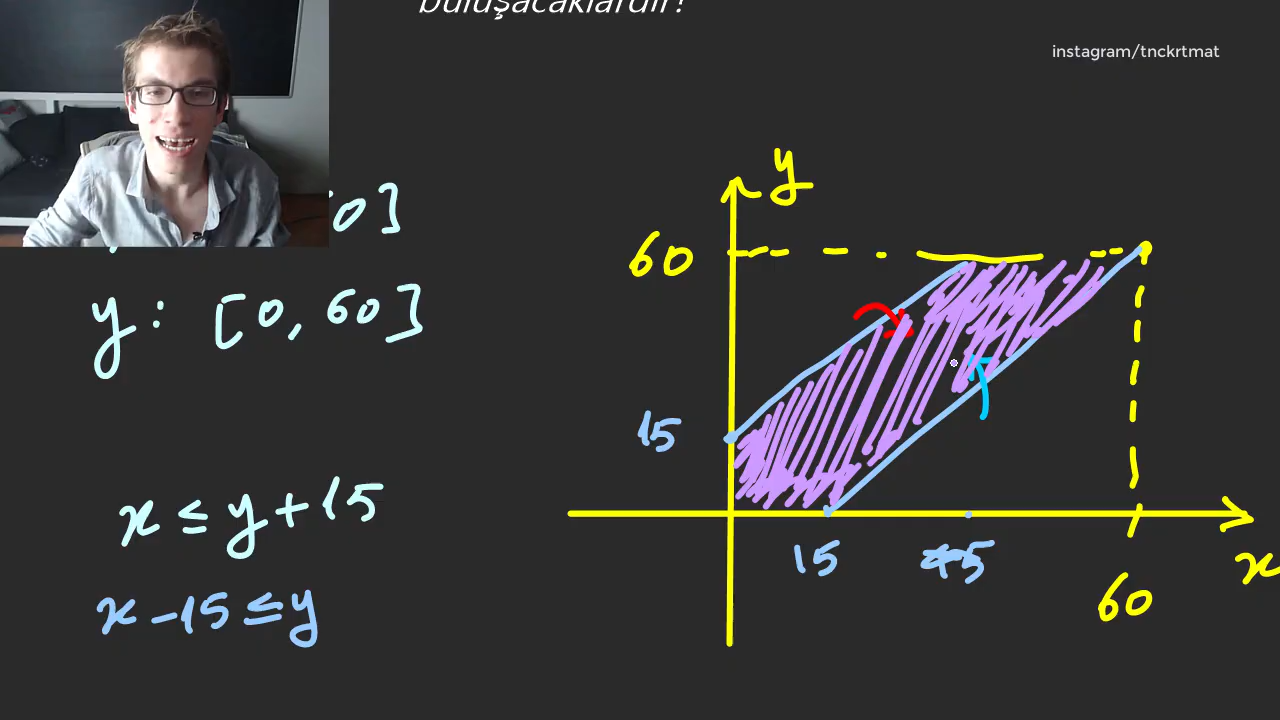 buluşacaklardır?
instagram/tnckrtmat
0]
y : [0, 60]
x ≤ y + 15
x - 15 ≤ y
y
60
15
15
45
60
x